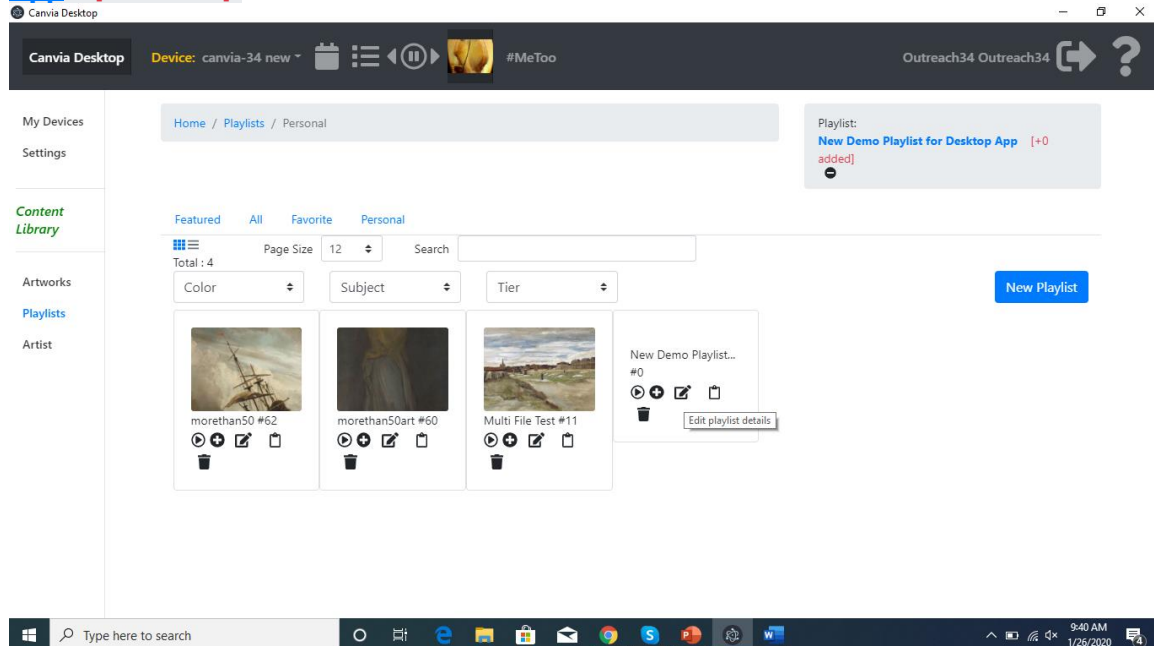 Canvia Desktop
Canvia Desktop Device: canvia-34 new #MeToo Outreach34 Outreach34
My Devices
Settings
Content
Library
Artworks
Playlists
Artist
Home / Playlists / Personal
Playlist:
New Demo Playlist for Desktop App [+0
added]
Featured All Favorite Personal
Page Size 12 Search
Total : 4
Color Subject Tier New Playlist
morethan50 #62
morethan50art #60
Multi File Test #11
New Demo Playlist...
#0
Edit playlist details
Type here to search
9:40 AM
1/26/2020
4